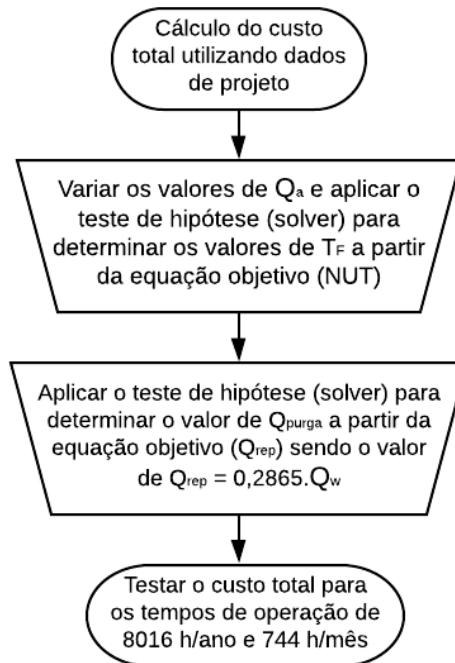 Cálculo do custo
total utilizando dados
de projeto
Variar os valores de Qa e aplicar o
teste de hipótese (solver) para
determinar os valores de TF a partir
da equação objetivo (NUT)
Aplicar o teste de hipótese (solver) para
determinar o valor de Qpurga a partir da
equação objetivo (Qrep) sendo o valor
de Qrep = 0,2865.Qw
Testar o custo total para
os tempos de operação de
8016 h/ano e 744 h/mês